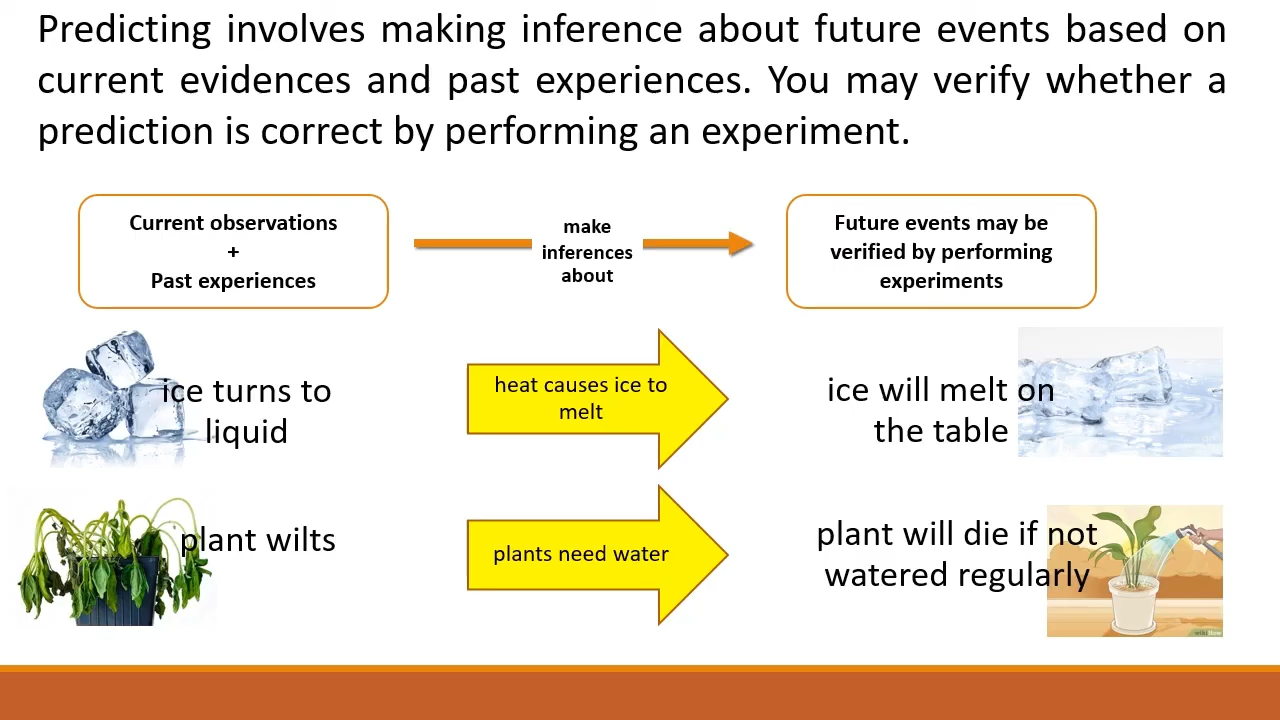 Predicting involves making inference about future events based on
current evidences and past experiences. You may verify whether a
prediction is correct by performing an experiment.
Current observations
+
Past experiences
make
inferences
about
Future events may be
verified by performing
experiments
ice turns to
liquid
heat causes ice to
melt
ice will melt on
the table
plant wilts
plants need water
plant will die if not
watered regularly
wikiHow